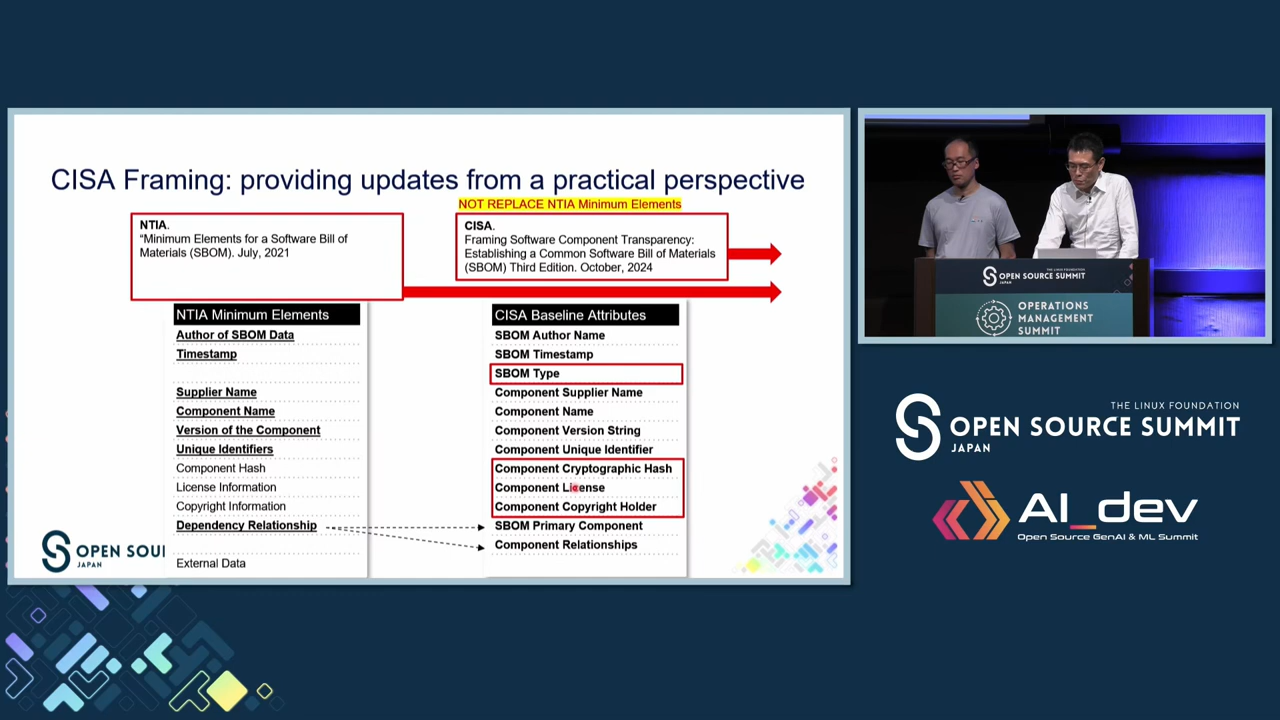 CISA Framing: providing updates from a practical perspective
NOT REPLACE NTIA Minimum Elements
NTIA.
“Minimum Elements for a Software Bill of
Materials (SBOM). July, 2021
CISA.
Framing Software Component Transparency:
Establishing a Common Software Bill of Materials
(SBOM) Third Edition. October, 2024
NTIA Minimum Elements
Author of SBOM Data
Timestamp
Supplier Name
Component Name
Version of the Component
Unique Identifiers
Component Hash
License Information
Copyright Information
Dependency Relationship
External Data
CISA Baseline Attributes
SBOM Author Name
SBOM Timestamp
SBOM Type
Component Supplier Name
Component Name
Component Version String
Component Unique Identifier
Component Cryptographic Hash
Component License
Component Copyright Holder
SBOM Primary Component
Component Relationships
OPEN SOU
JAPAN
THE LINUX FOUNDATION
OPEN SOURCE SUMMIT
JAPAN
OPERATIONS
MANAGEMENT
SUMMIT
THE LINUX FOUNDATION
OPEN SOURCE SUMMIT
JAPAN
AI_dev
Open Source GenAI & ML Summit